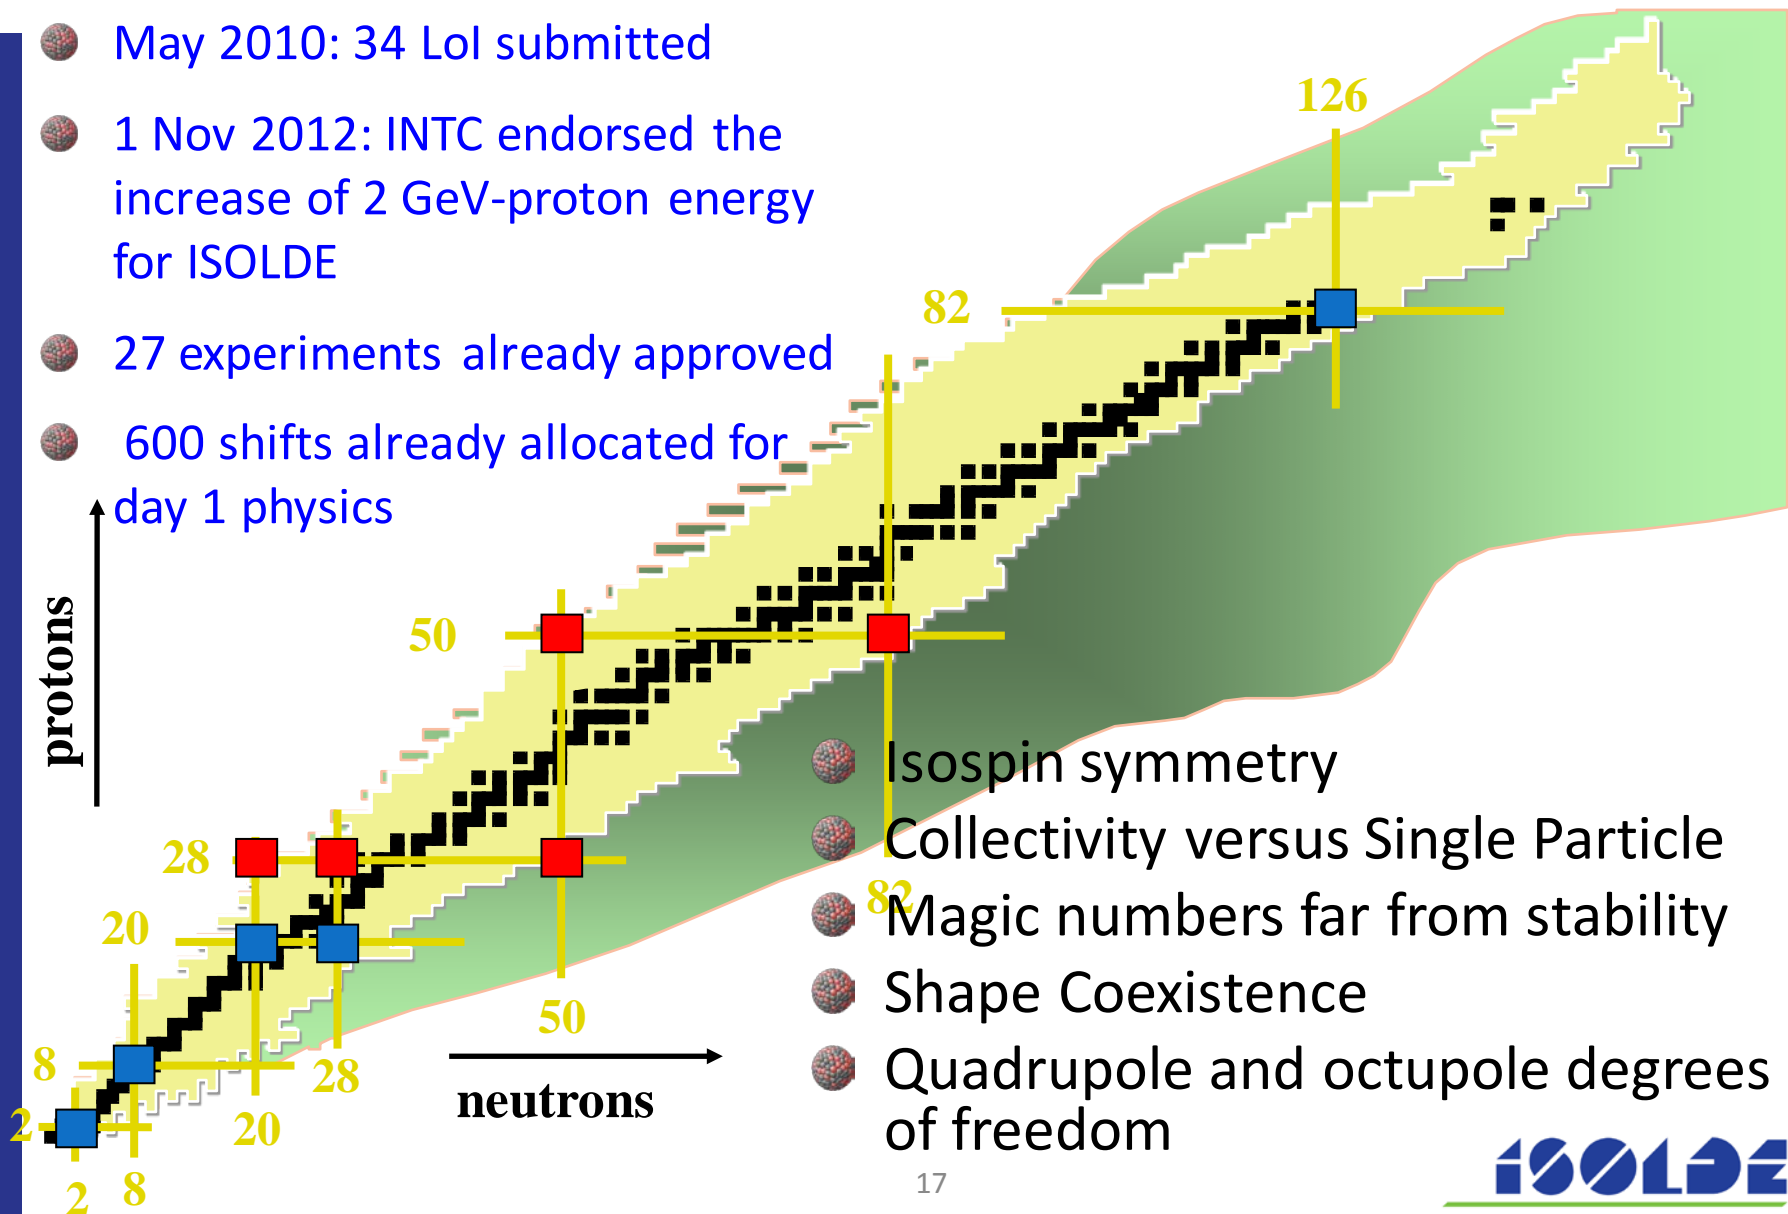 May 2010: 34 LoI submitted
1 Nov 2012: INTC endorsed the
increase of 2 GeV-proton energy
for ISOLDE
27 experiments already approved
600 shifts already allocated for
day 1 physics
126
82
50
28
20
8
2
protons
2
8
20
28
50
82
neutrons
Isospin symmetry
Collectivity versus Single Particle
Magic numbers far from stability
Shape Coexistence
Quadrupole and octupole degrees
of freedom
17
ISOLDE